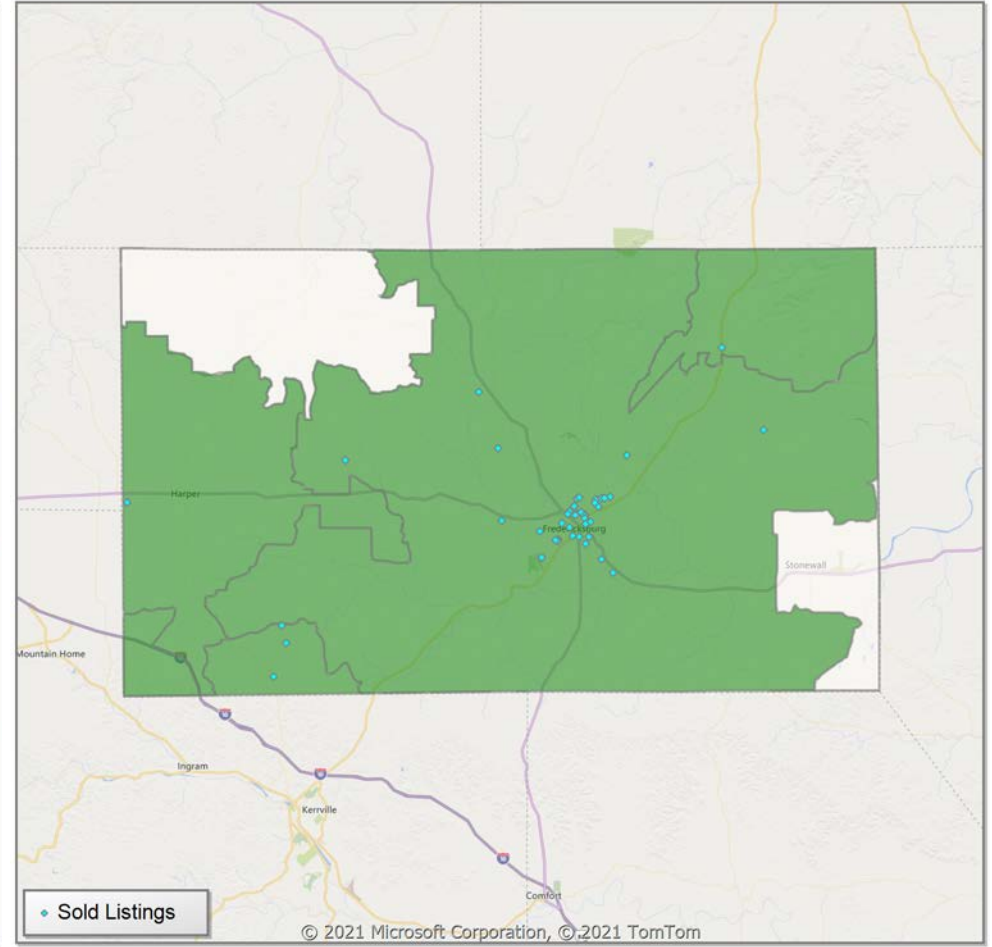 Harper
Fredericksburg
Stonewall
Mountain Home
Ingram
Kerrville
Comfort
Sold Listings
© 2021 Microsoft Corporation, © 2021 TomTom